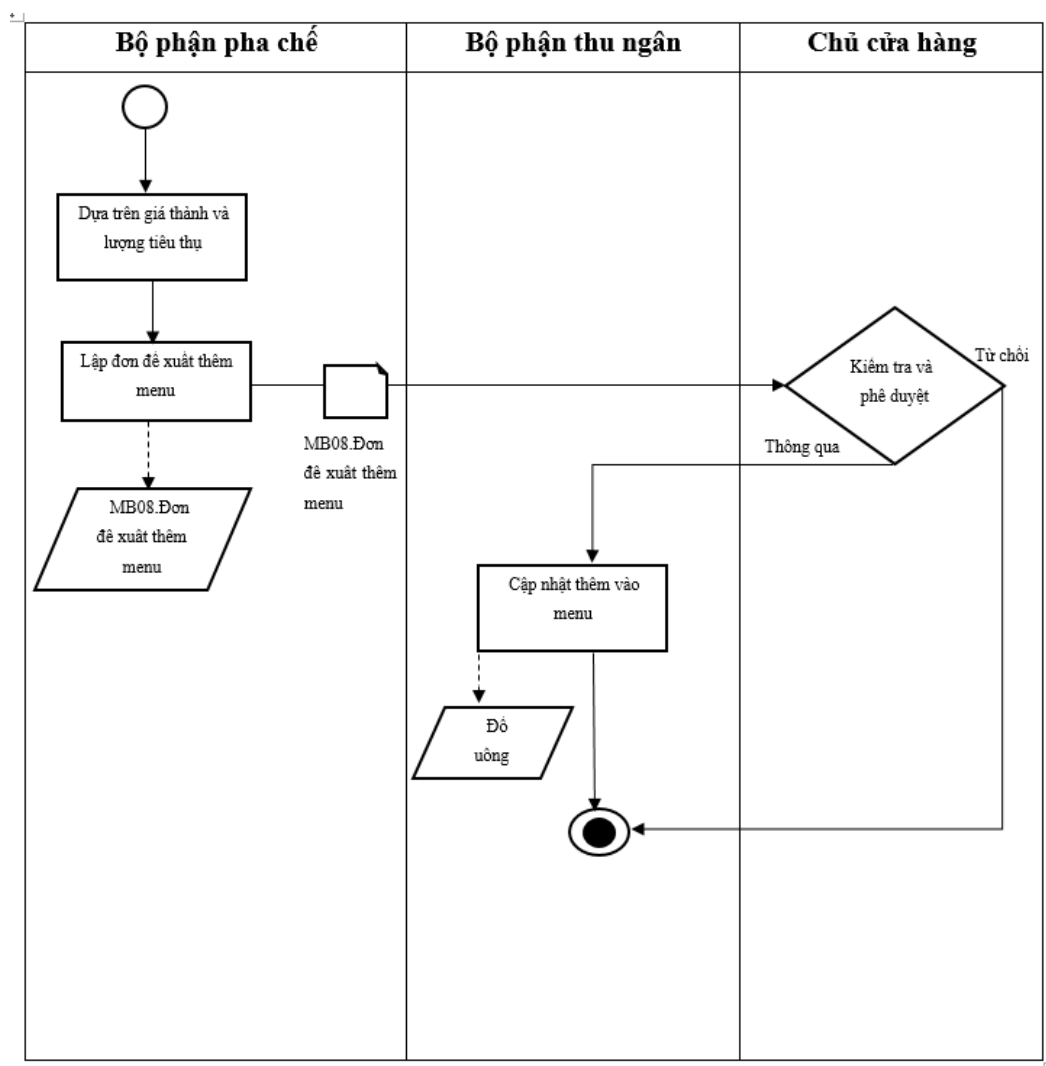 Bộ phận pha chế
Bộ phận thu ngân
Chủ cửa hàng
Dựa trên giá thành và
lượng tiêu thụ
Lập đơn đề xuất thêm
menu
MB08.Đơn
đề xuất thêm
menu
MB08.Đơn
đề xuất thêm
menu
Kiểm tra và
phê duyệt
Từ chối
Thông qua
Cập nhật thêm vào
menu
Đồ
uống